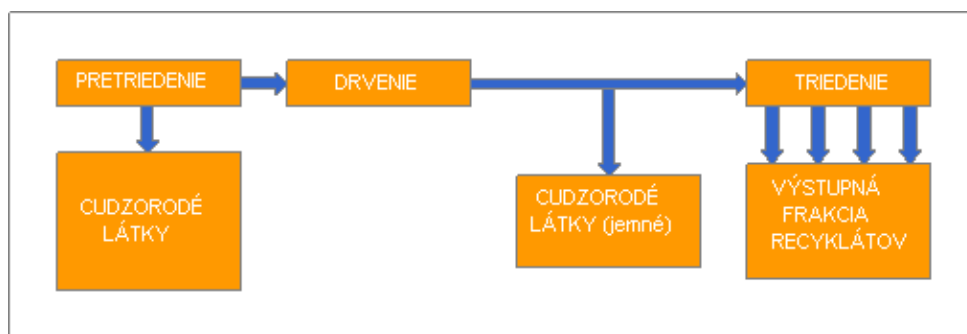 PRETRIEDENIE
DRVENIE
TRIEDENIE
CUDZORODÉ
LÁTKY
CUDZORODÉ
LÁTKY (jemné)
VÝSTUPNÁ
FRAKCIA
RECYKLÁTOV